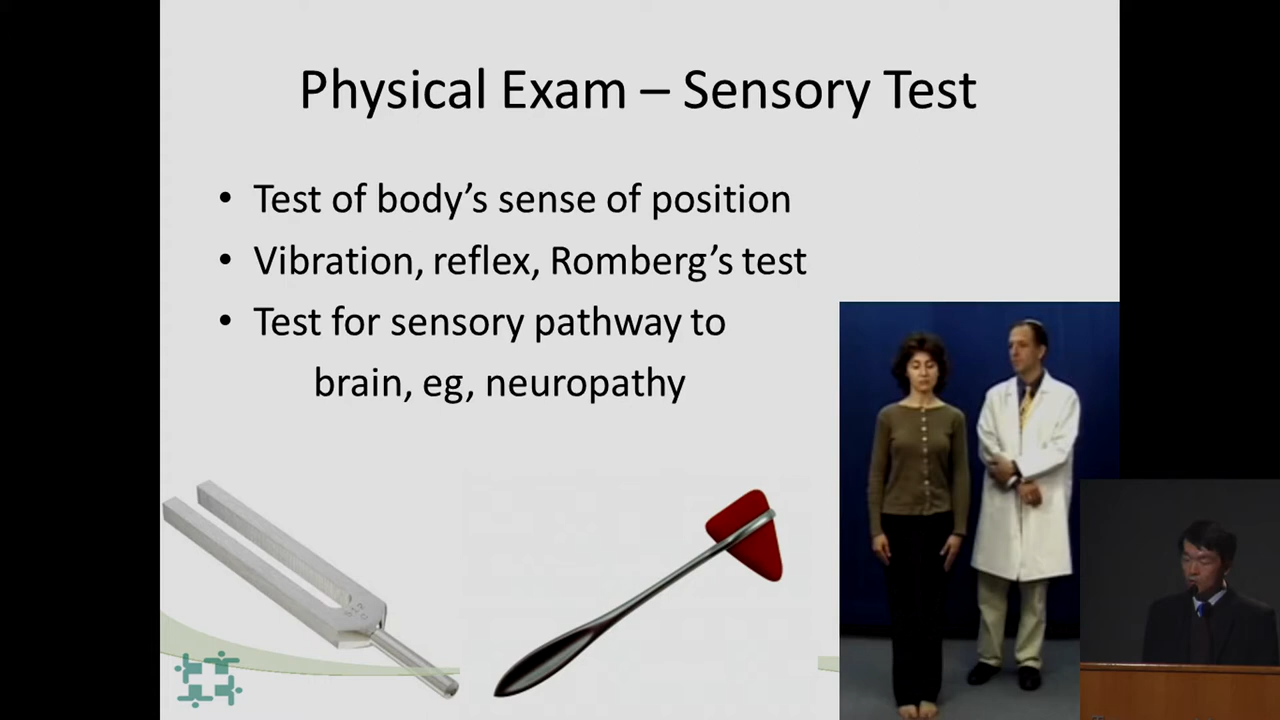 Physical Exam – Sensory Test
• Test of body’s sense of position
• Vibration, reflex, Romberg’s test
• Test for sensory pathway to
brain, eg, neuropathy